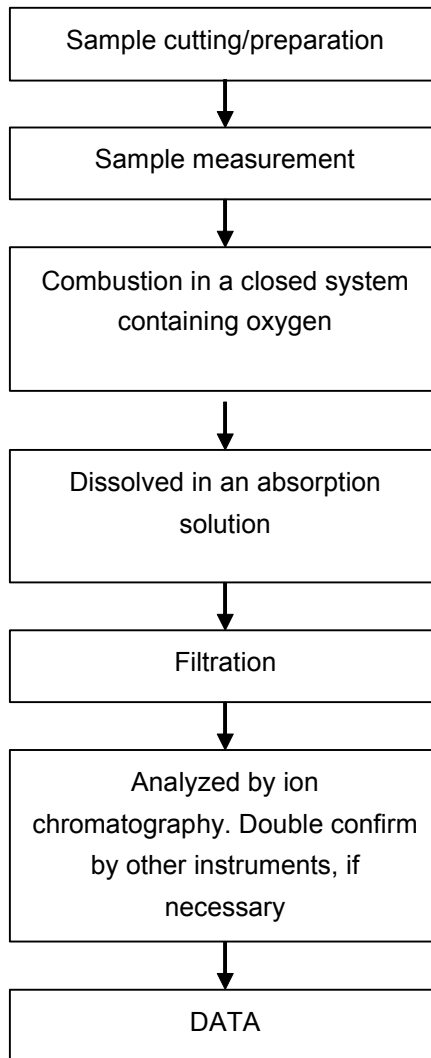 Sample cutting/preparation
Sample measurement
Combustion in a closed system
containing oxygen
Dissolved in an absorption
solution
Filtration
Analyzed by ion
chromatography. Double confirm
by other instruments, if
necessary
DATA